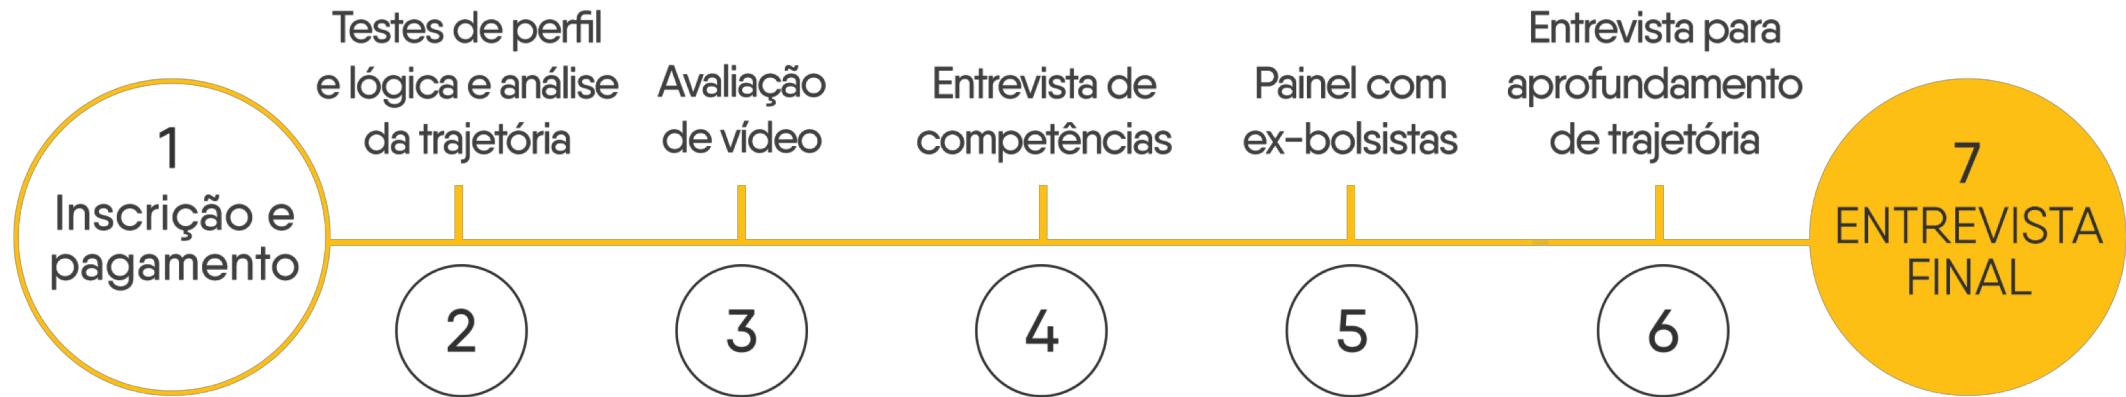 1
Inscrição e
pagamento
Testes de perfil
e lógica e análise
da trajetória
2
Avaliação
de vídeo
3
Entrevista de
competências
4
Painel com
ex-bolsistas
5
Entrevista para
aprofundamento
de trajetória
6
7
ENTREVISTA
FINAL